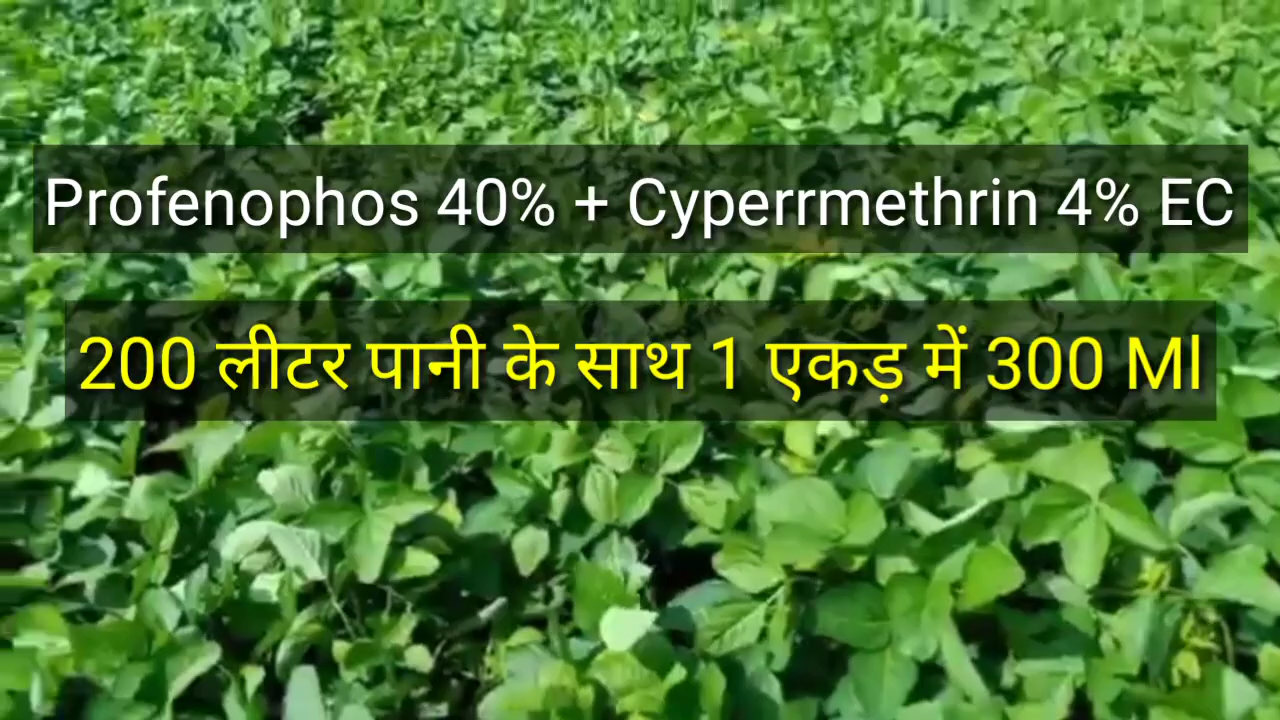 Profenophos 40% + Cyperrmethrin 4% EC
200 लीटर पानी के साथ 1 एकड़ में 300 Ml